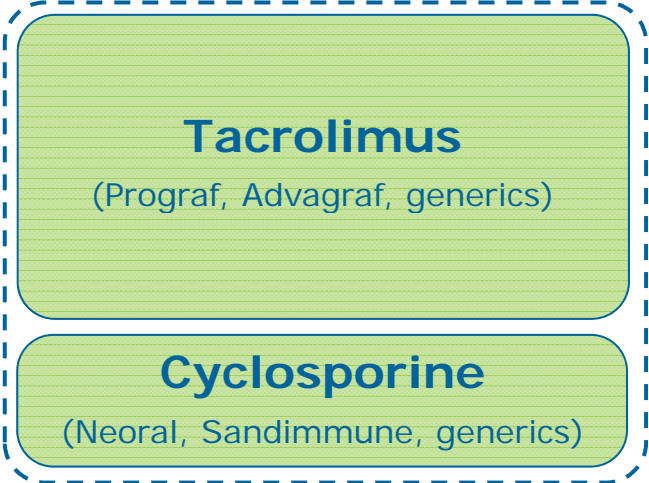 Tacrolimus
(Prograf, Advagraf, generics)
Cyclosporine
(Neoral, Sandimmune, generics)